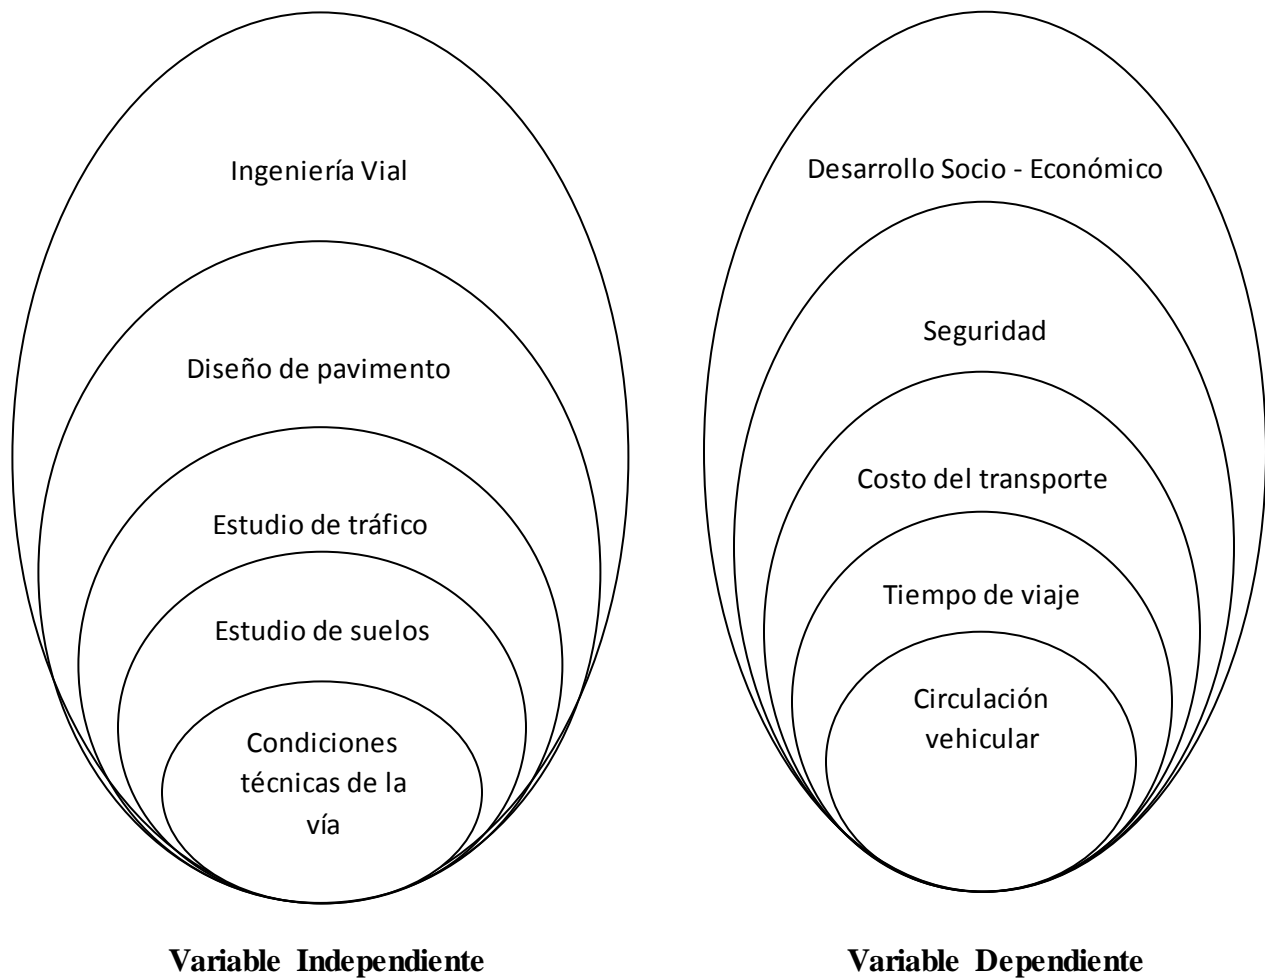 Ingeniería Vial
Diseño de pavimento
Estudio de tráfico
Estudio de suelos
Condiciones
técnicas de la
vía
Variable Independiente
Desarrollo Socio - Económico
Seguridad
Costo del transporte
Tiempo de viaje
Circulación
vehicular
Variable Dependiente